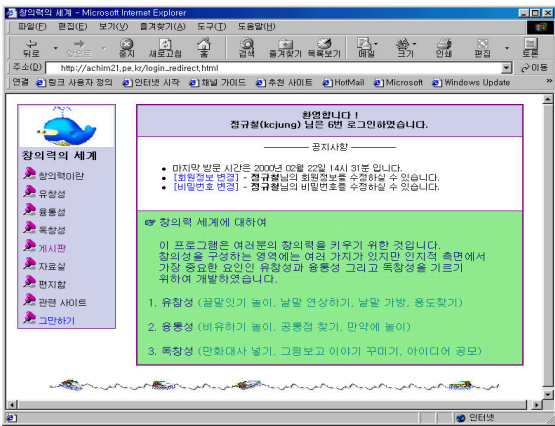 창의력의 세계 - Microsoft Internet Explorer
파일(F) 편집(E) 보기(V) 즐겨찾기(A) 도구(T) 도움말(H)
뒤로 앞으로 중지 새로고침 홈 검색 즐겨찾기 목록보기 메일 크기 인쇄 편집 토론
주소(D) http://achim21.pe.kr/login_redirect.html 이동
연결 링크 사용자 정의 인터넷 시작 채널 가이드 추천 사이트 HotMail Microsoft Windows Update »
창의력의 세계
창의력이란
유창성
융통성
독창성
게시판
자료실
편지함
관련 사이트
그만하기
환영합니다 !
정규철(kcjung) 님은 6번 로그인하였습니다.
공지사항
마지막 방문 시간은 2000년 02월 22일 14시 31분 입니다.
[회원정보 변경] - 정규철님의 회원정보를 수정하실 수 있습니다.
[비밀번호 변경] - 정규철님의 비밀번호를 수정하실 수 있습니다.
☞ 창의력 세계에 대하여
이 프로그램은 여러분의 창의력을 키우기 위한 것입니다.
창의성을 구성하는 영역에는 여러 가지가 있지만 인지적 측면에서
가장 중요한 요인인 유창성과 융통성 그리고 독창성을 기르기
위하여 개발하였습니다.
1. 유창성 (끝말잇기 놀이, 낱말 연상하기, 낱말 가방, 용도찾기)
2. 융통성 (비유하기 놀이, 공통점 찾기, 만약에 놀이)
3. 독창성 (만화대사 넣기, 그림보고 이야기 꾸미기, 아이디어 공모)
인터넷